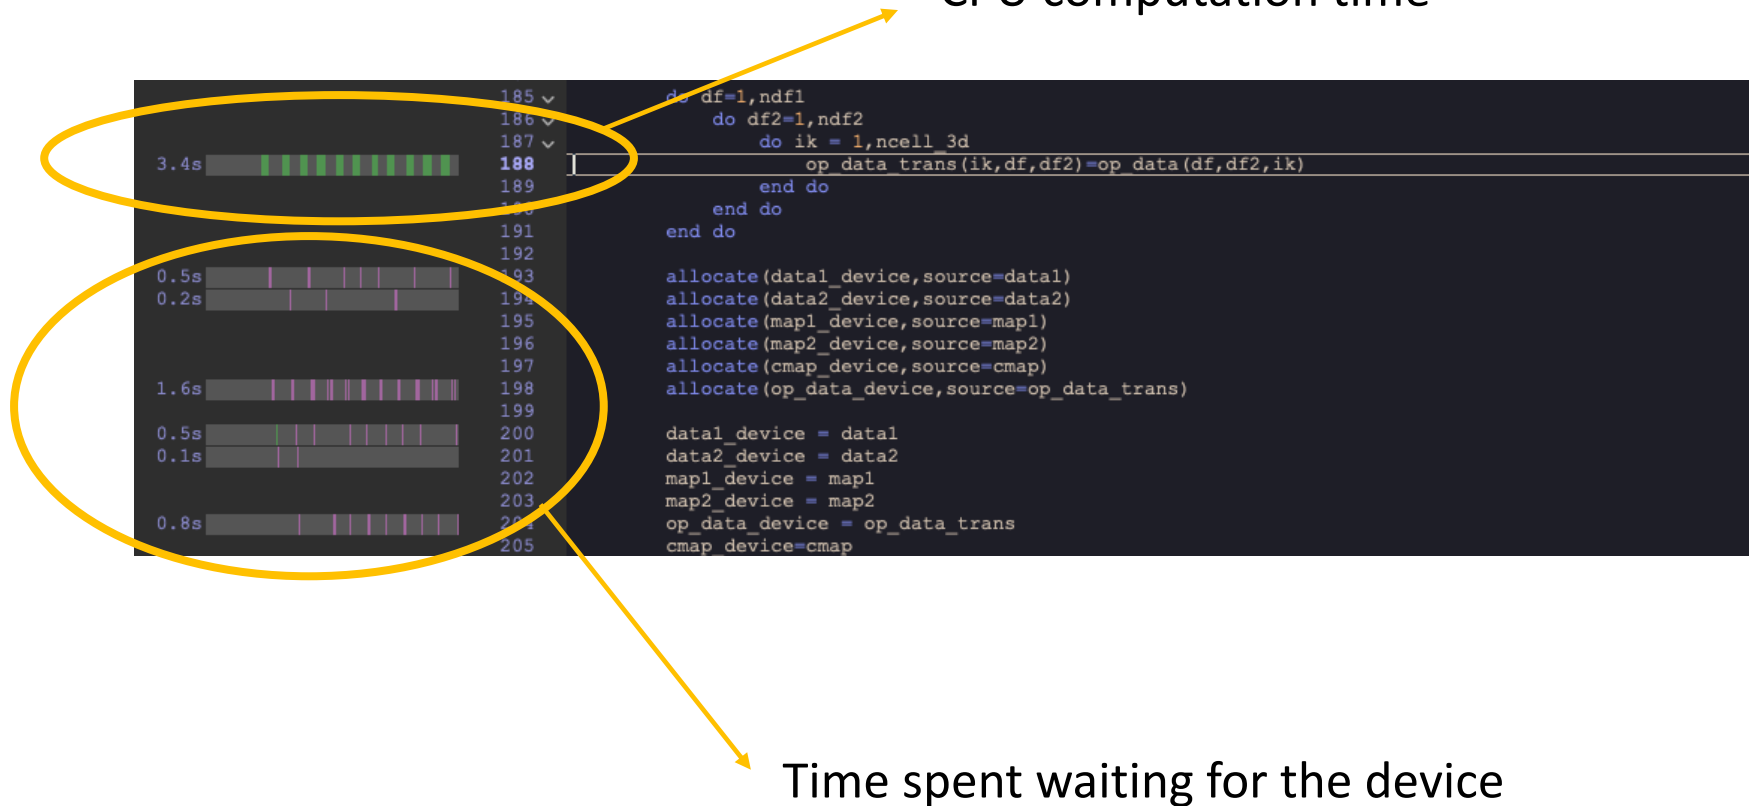 CPU computation time
185 do df=1,ndf1
186 do df2=1,ndf2
187 do ik = 1,ncell_3d
3.4s 188 op_data_trans(ik,df,df2)=op_data(df,df2,ik)
189 end do
190 end do
191 end do
192
0.5s 193 allocate(data1_device,source=data1)
0.2s 194 allocate(data2_device,source=data2)
195 allocate(map1_device,source=map1)
196 allocate(map2_device,source=map2)
197 allocate(cmap_device,source=cmap)
1.6s 198 allocate(op_data_device,source=op_data_trans)
199
0.5s 200 data1_device = data1
0.1s 201 data2_device = data2
202 map1_device = map1
203 map2_device = map2
0.8s 204 op_data_device = op_data_trans
205 cmap_device=cmap
Time spent waiting for the device